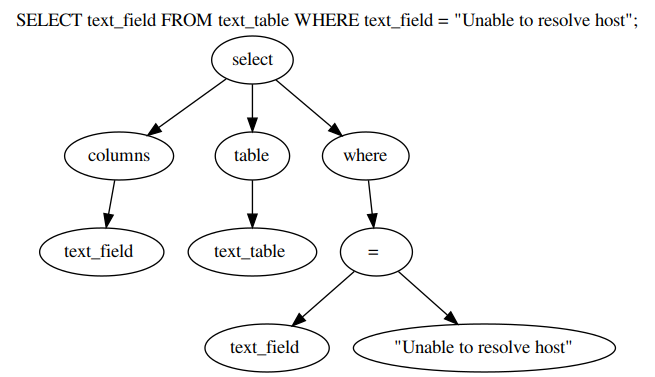 SELECT text_field FROM text_table WHERE text_field = "Unable to resolve host";
select
columns table where
text_field text_table =
text_field "Unable to resolve host"